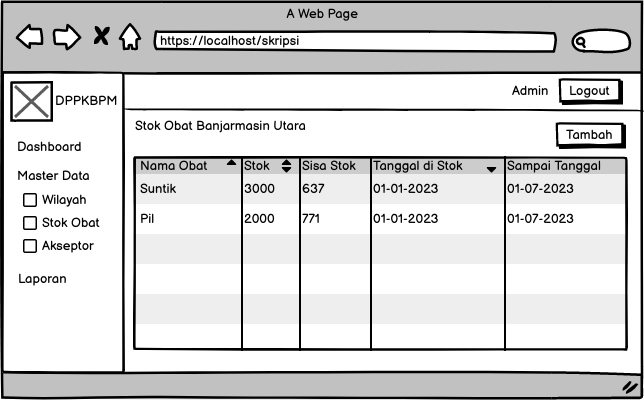 A Web Page
https://localhost/skripsi
DPPKBPM
Admin Logout
Dashboard
Master Data
Wilayah
Stok Obat
Akseptor
Laporan
Stok Obat Banjarmasin Utara
Tambah
Nama Obat Stok Sisa Stok Tanggal di Stok Sampai Tanggal
Suntik 3000 637 01-01-2023 01-07-2023
Pil 2000 771 01-01-2023 01-07-2023